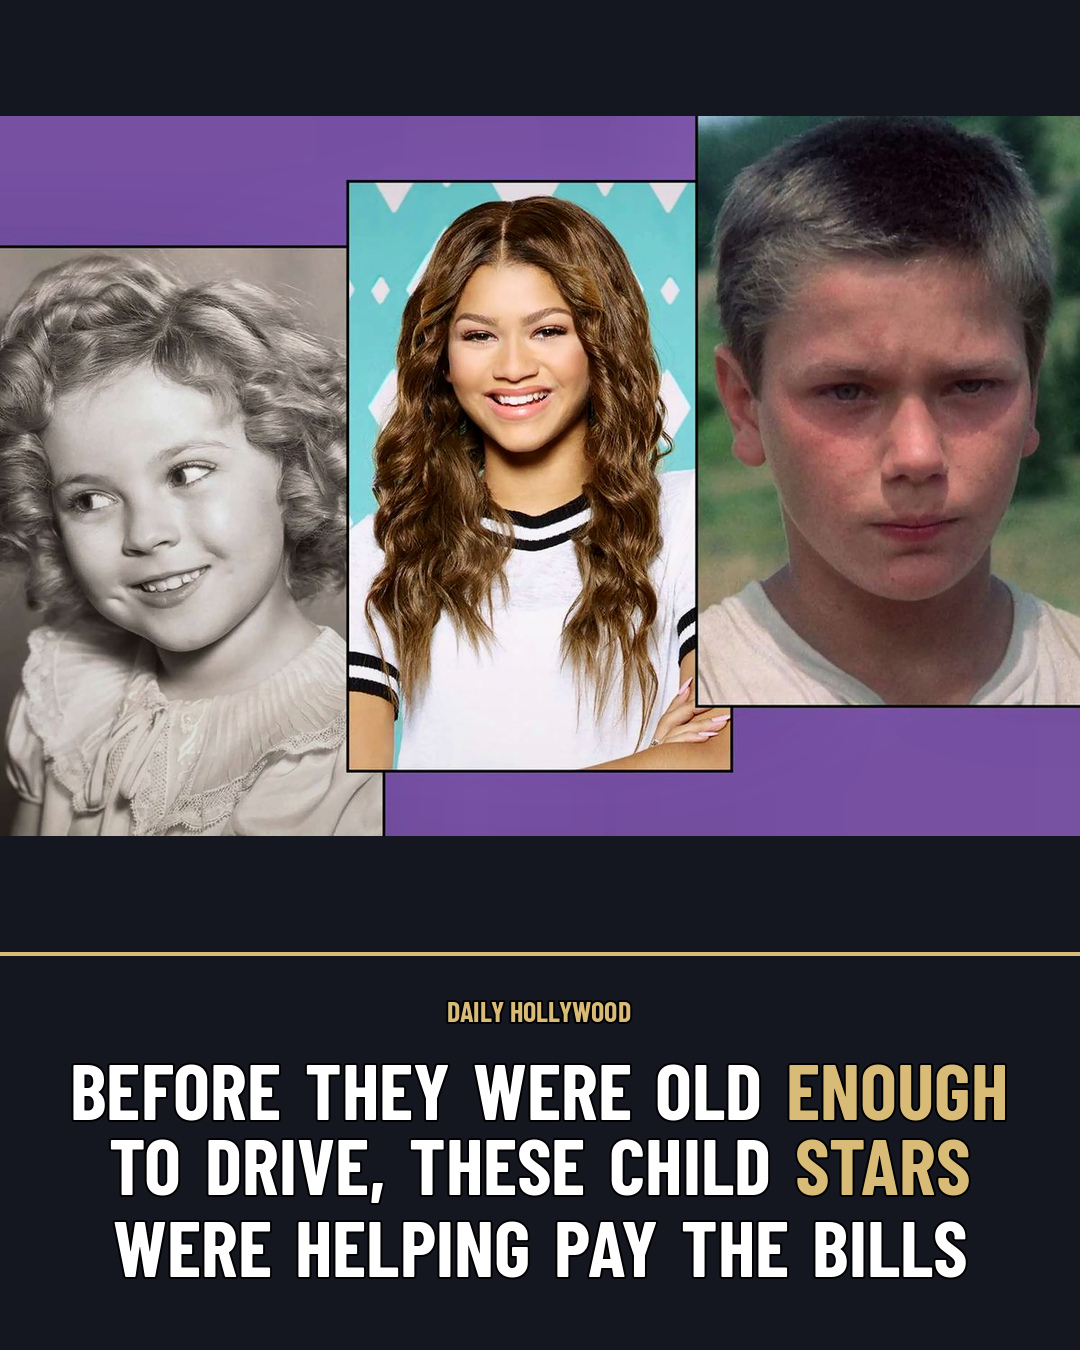 DAILY HOLLYWOOD
BEFORE THEY WERE OLD ENOUGH
TO DRIVE, THESE CHILD STARS
WERE HELPING PAY THE BILLS